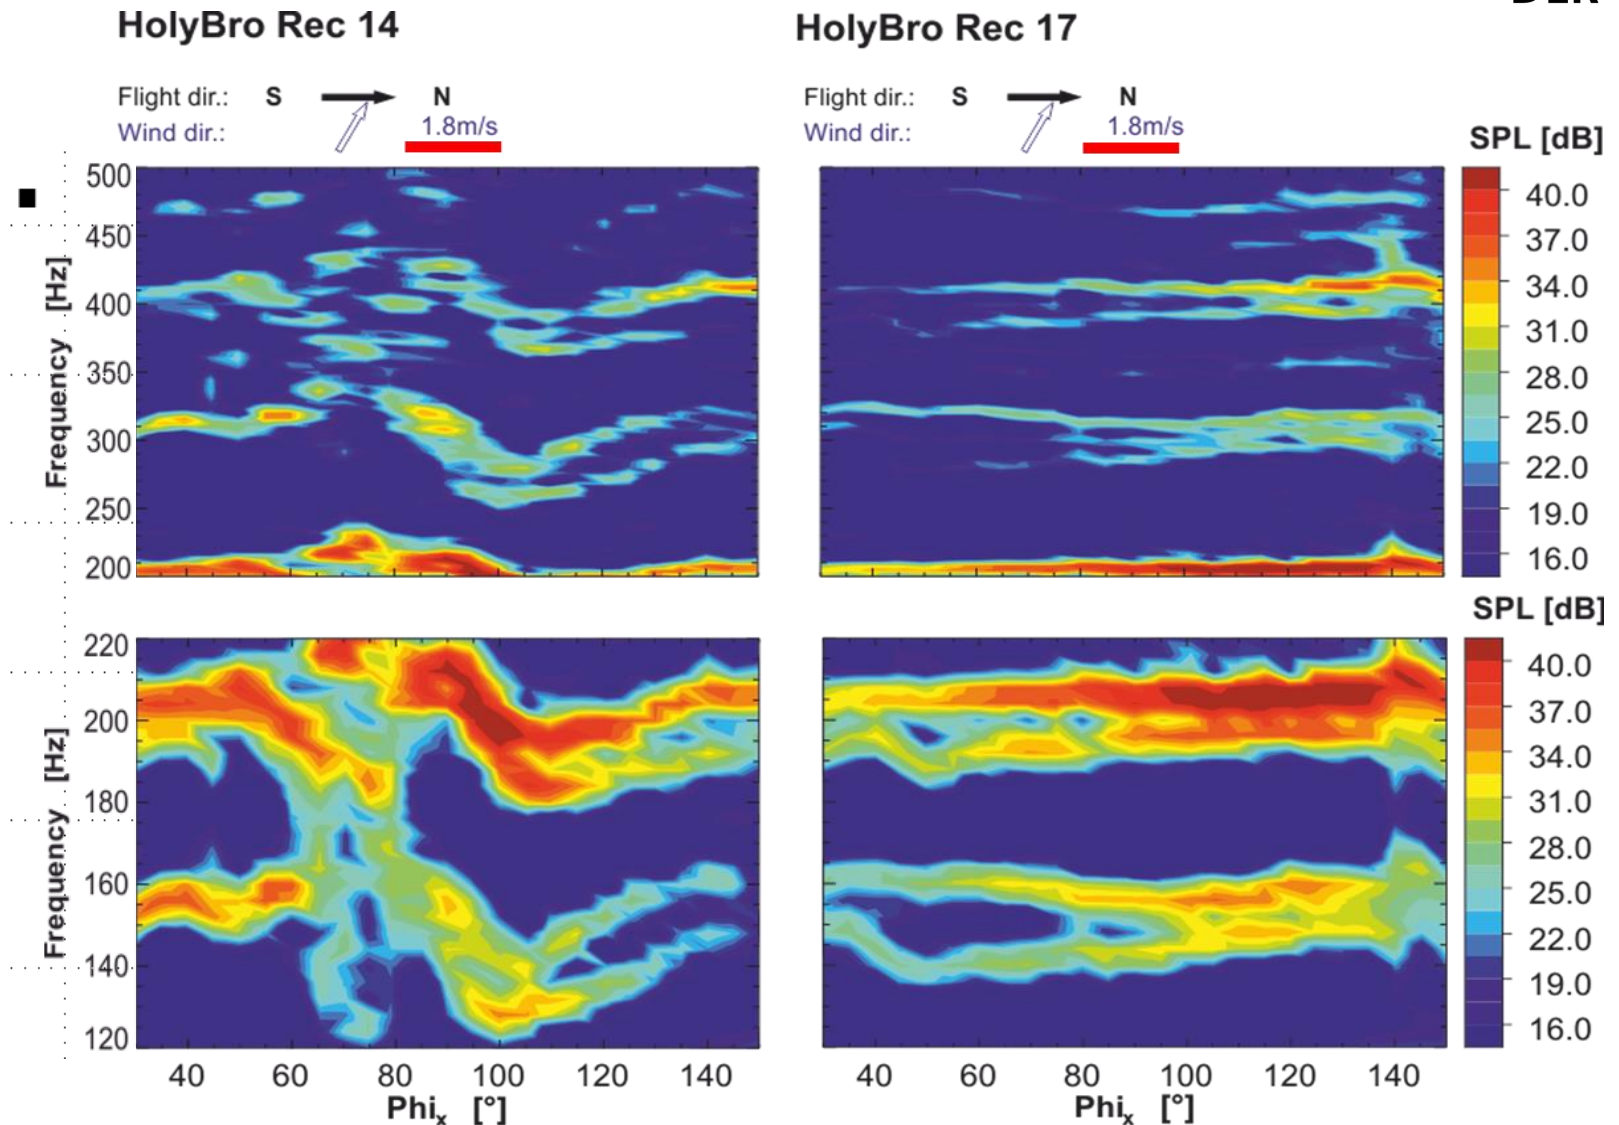 HolyBro Rec 14
HolyBro Rec 17
Flight dir.: S N
Wind dir.: 1.8m/s
Flight dir.: S N
Wind dir.: 1.8m/s
SPL [dB]
500
450
400
350
300
250
200
Frequency [Hz]
40.0
37.0
34.0
31.0
28.0
25.0
22.0
19.0
16.0
SPL [dB]
220
200
180
160
140
120
Frequency [Hz]
40.0
37.0
34.0
31.0
28.0
25.0
22.0
19.0
16.0
40 60 80 100 120 140
Phix [°]
40 60 80 100 120 140
Phix [°]